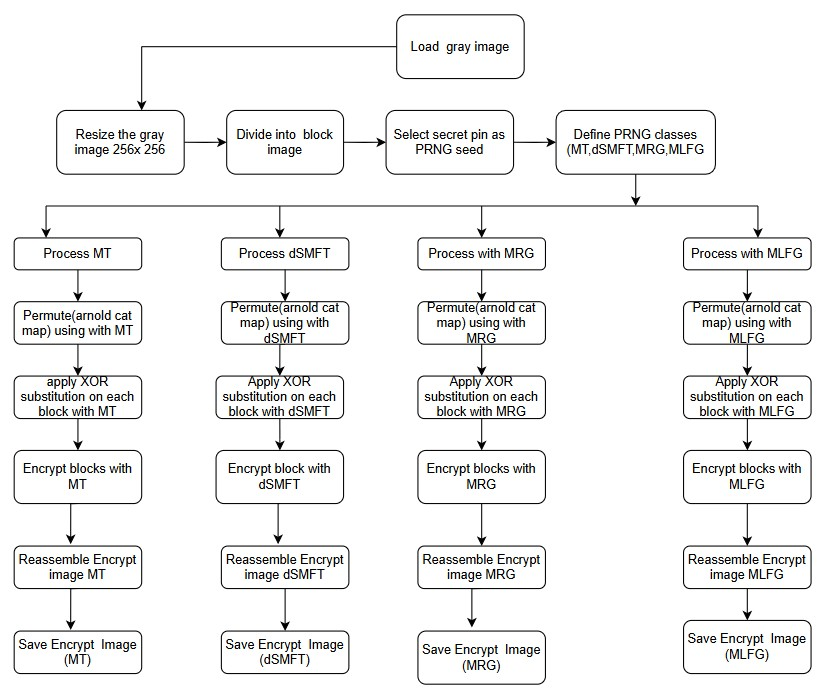 Load gray image
Resize the gray
image 256x 256
Divide into block
image
Select secret pin as
PRNG seed
Define PRNG classes
(MT,dSMFT,MRG,MLFG
Process MT
Process dSMFT
Process with MRG
Process with MLFG
Permute(arnold cat
map) using with MT
Permute(arnold cat
map) using with
dSMFT
Permute(arnold cat
map) using with
MRG
Permute(arnold cat
map) using with
MLFG
apply XOR
substitution on each
block with MT
Apply XOR
substitution on each
block with dSMFT
Apply XOR
substitution on each
block with MRG
Apply XOR
substitution on each
block with MLFG
Encrypt blocks with
MT
Encrypt block with
dSMFT
Encrypt blocks with
MRG
Encrypt blocks with
MLFG
Reassemble Encrypt
image MT
Reassemble Encrypt
image dSMFT
Reassemble Encrypt
image MRG
Reassemble Encrypt
image MLFG
Save Encrypt Image
(MT)
Save Encrypt Image
(dSMFT)
Save Encrypt Image
(MRG)
Save Encrypt Image
(MLFG)